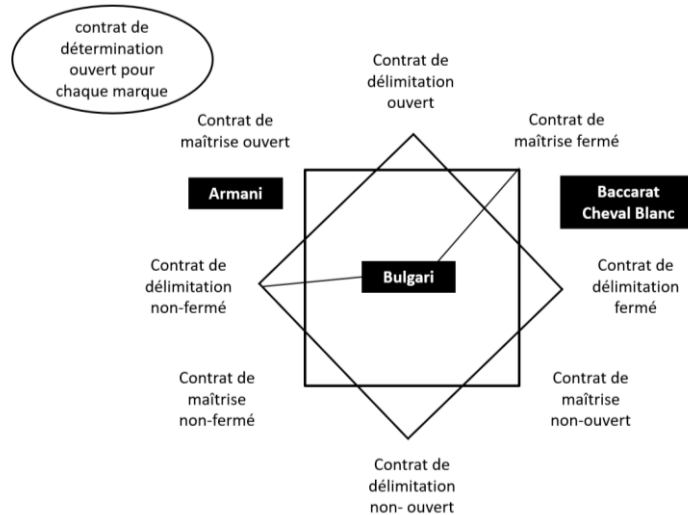 contrat de
détermination
ouvert pour
chaque marque
Contrat de
délimitation
ouvert
Contrat de
maîtrise ouvert
Contrat de
maîtrise fermé
Armani
Baccarat
Cheval Blanc
Contrat de
délimitation
non-fermé
Bulgari
Contrat de
délimitation
fermé
Contrat de
maîtrise
non-fermé
Contrat de
maîtrise
non-ouvert
Contrat de
délimitation
non- ouvert